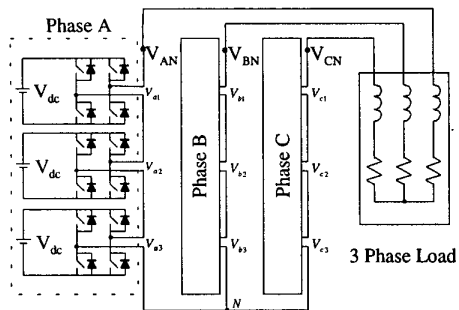 Phase A
V_AN
V_BN
V_CN
V_dc
V_a1
V_b1
V_c1
V_dc
V_a2
Phase B
V_b2
Phase C
V_c2
V_dc
V_a3
V_b3
V_c3
3 Phase Load
N